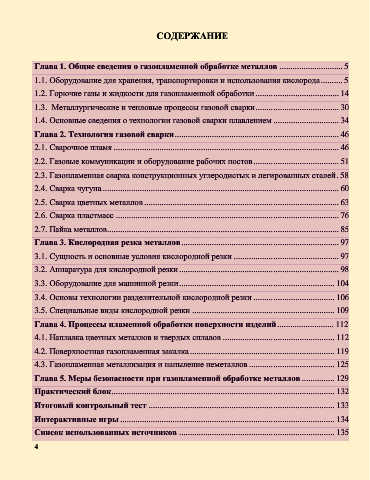 СОДЕРЖАНИЕ
Глава 1. Общие сведения о газопламенной обработке металлов ........ 5
1.1. Оборудование для хранения, транспортировки и использования кислорода ........ 5
1.2. Горючие газы и жидкости для газопламенной обработки ........ 14
1.3. Металлургические и тепловые процессы газовой сварки ........ 30
1.4. Основные сведения о технологии газовой сварки плавлением ........ 34
Глава 2. Технология газовой сварки ........ 46
2.1. Сварочное пламя ........ 46
2.2. Газовые коммуникации и оборудование рабочих постов ........ 51
2.3. Газопламенная сварка конструкционных углеродистых и легированных сталей. 58
2.4. Сварка чугуна ........ 60
2.5. Сварка цветных металлов ........ 63
2.6. Сварка пластмасс ........ 76
2.7. Пайка металлов ........ 85
Глава 3. Кислородная резка металлов ........ 97
3.1. Сущность и основные условия кислородной резки ........ 97
3.2. Аппаратура для кислородной резки ........ 98
3.3. Оборудование для машинной резки ........ 104
3.4. Основы технологии разделительной кислородной резки ........ 106
3.5. Специальные виды кислородной резки ........ 109
Глава 4. Процессы пламенной обработки поверхности изделий ........ 112
4.1. Наплавка цветных металлов и твердых сплавов ........ 112
4.2. Поверхностная газопламенная закалка ........ 119
4.3. Газопламенная металлизация и напыление неметаллов ........ 125
Глава 5. Меры безопасности при газопламенной обработке металлов ........ 129
Практический блок ........ 132
Итоговый контрольный тест ........ 133
Интерактивные игры ........ 134
Список использованных источников ........ 135
4